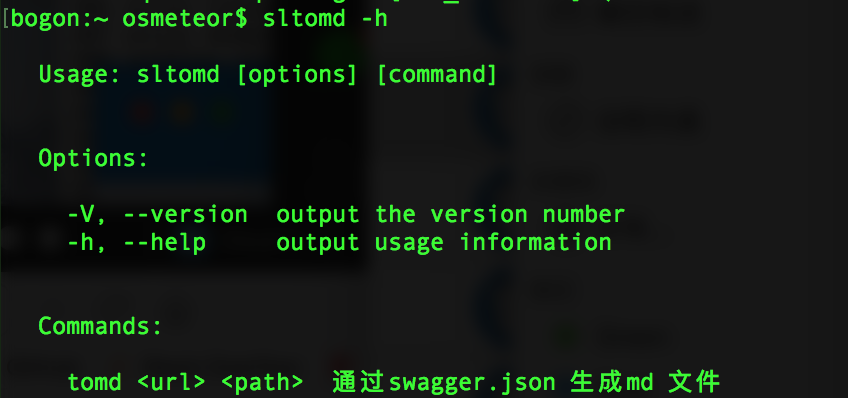 [bogon:~ osmeteor$ sltomd -h
Usage: sltomd [options] [command]
Options:
-V, --version  output the version number
-h, --help     output usage information
Commands:
tomd <url> <path>  通过swagger.json 生成md 文件